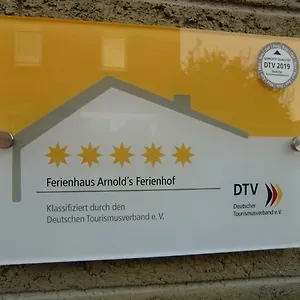 DTV 2019
Ferienhaus Arnold's Ferienhof
Klassifiziert durch den
Deutschen Tourismusverband e. V.
DTV
Deutscher
Tourismusverband e.V.